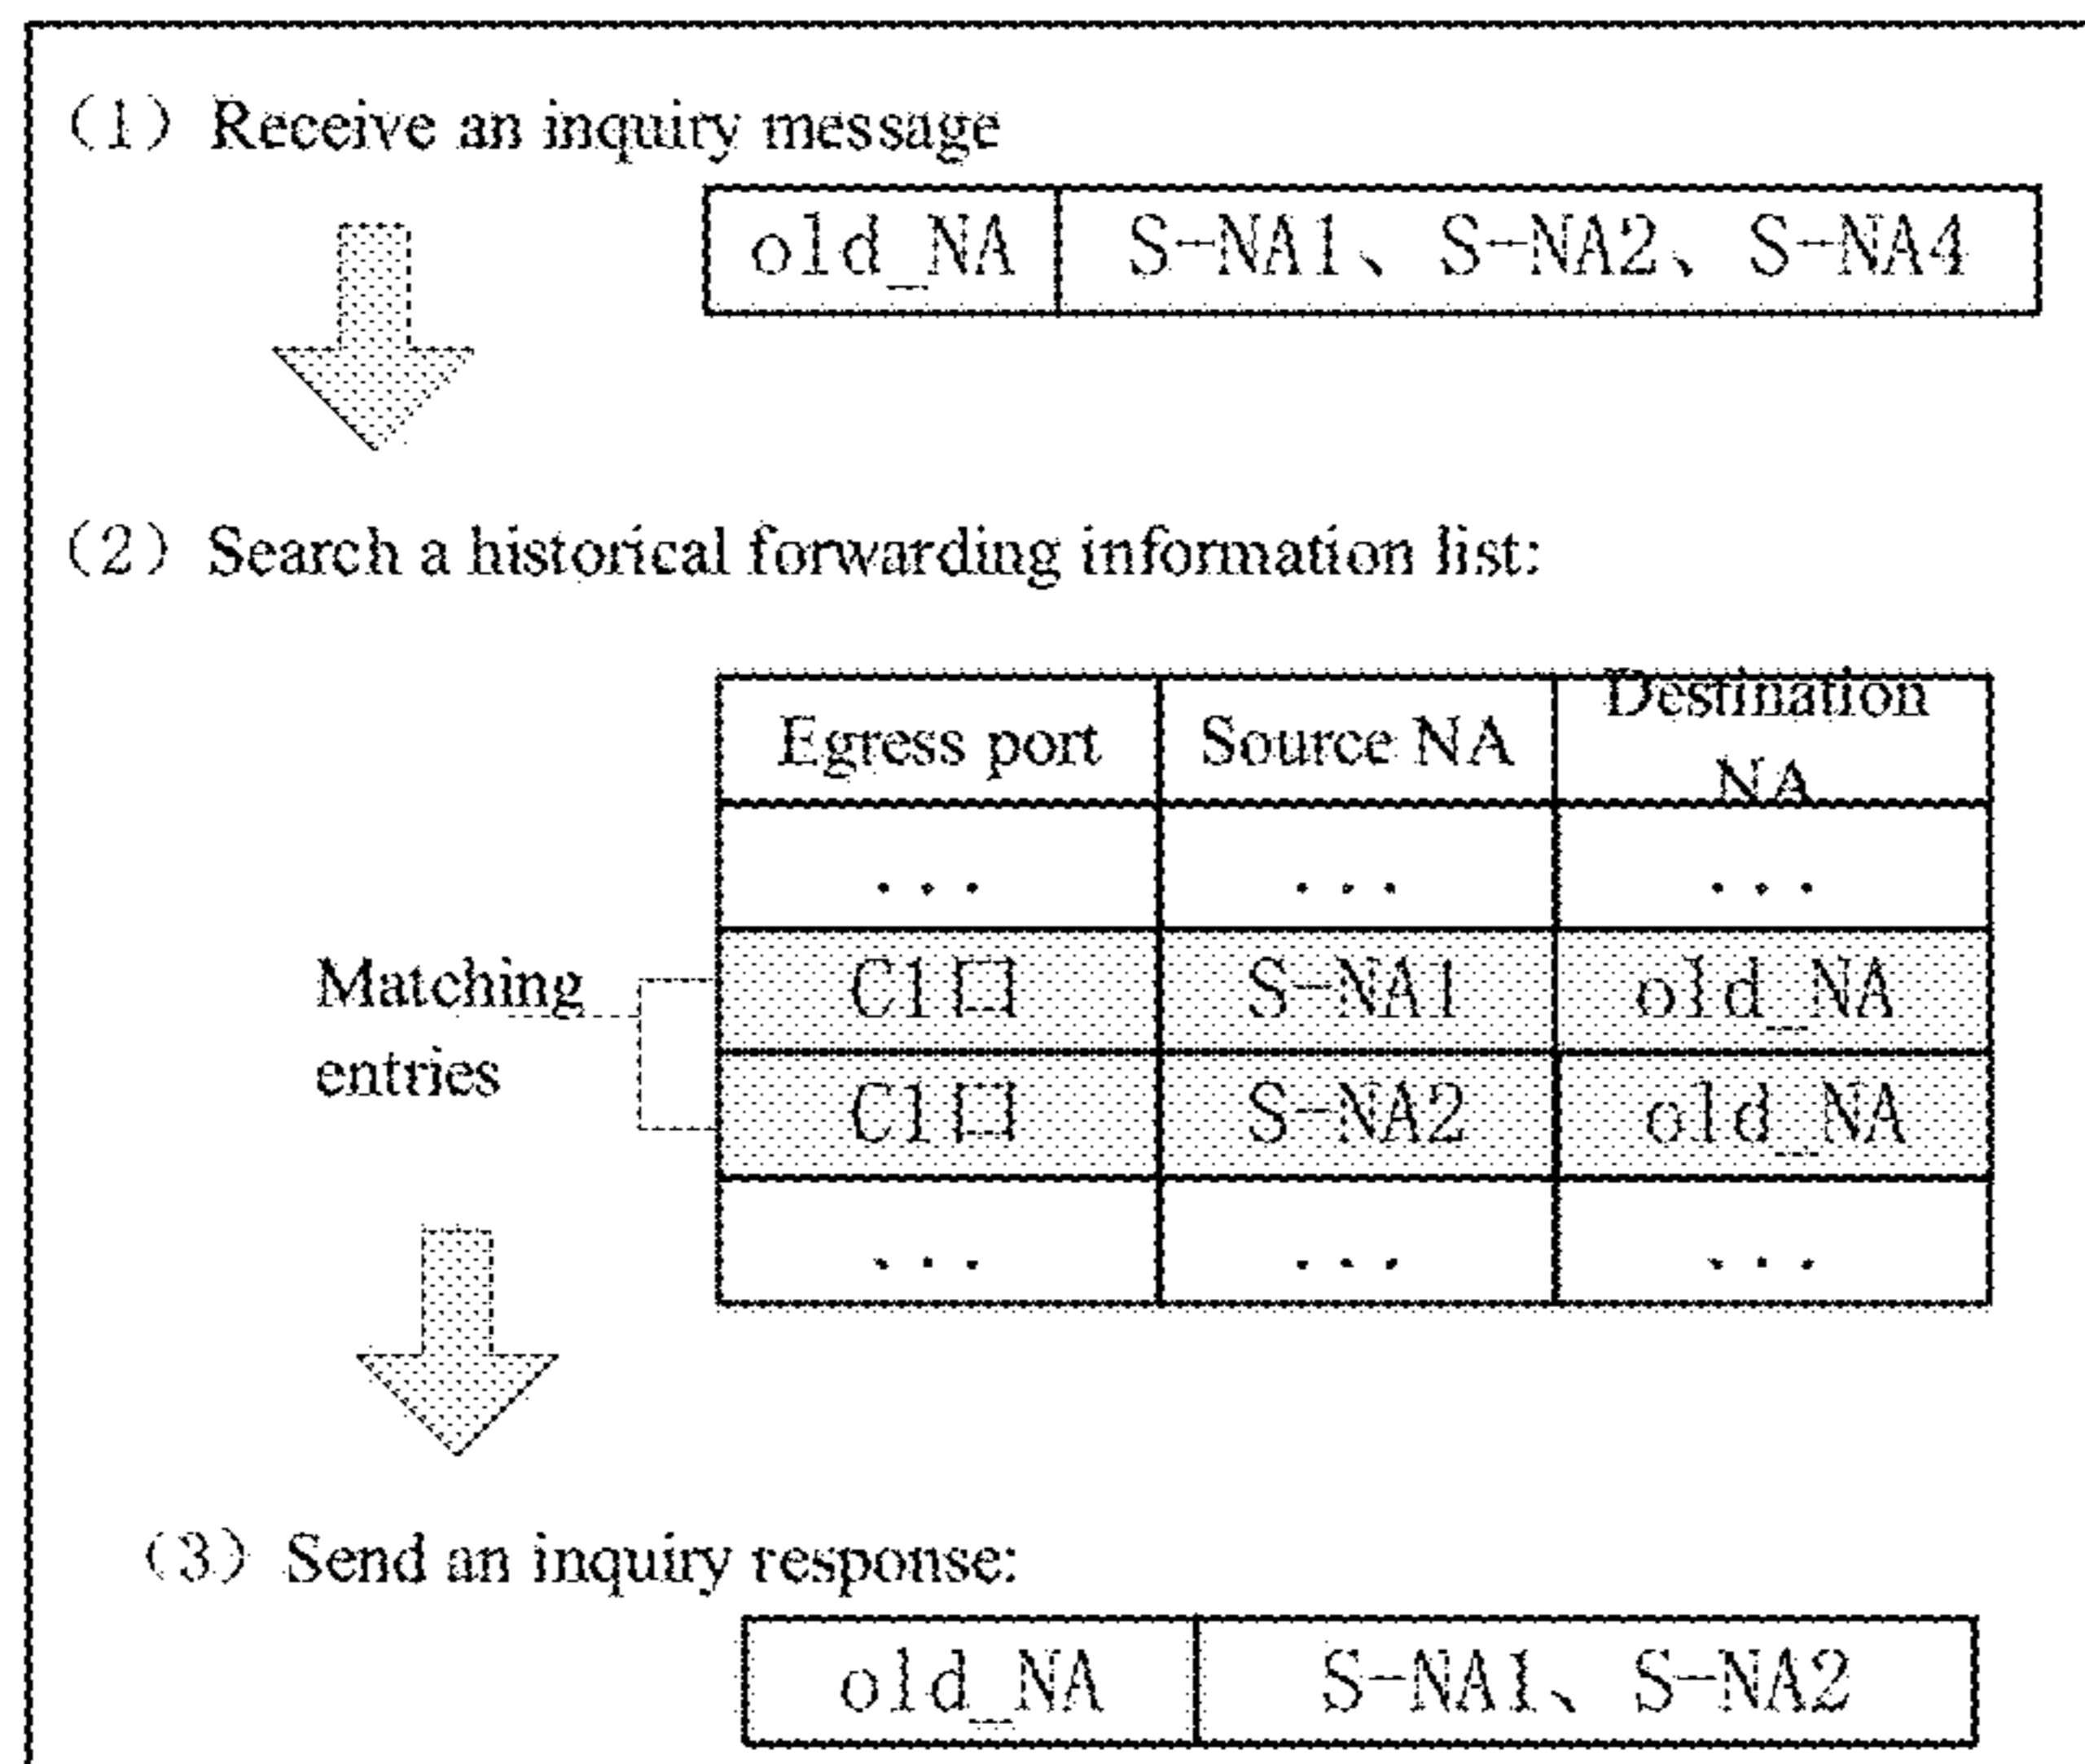 （1）Receive an inquiry message
old_NA S-NA1、S-NA2、S-NA4
（2）Search a historical forwarding information list:
Egress port Source NA Destination NA
... ... ...
Matching entries
C1口 S-NA1 old_NA
C1口 S-NA2 old_NA
... ... ...
（3）Send an inquiry response:
old_NA S-NA1、S-NA2